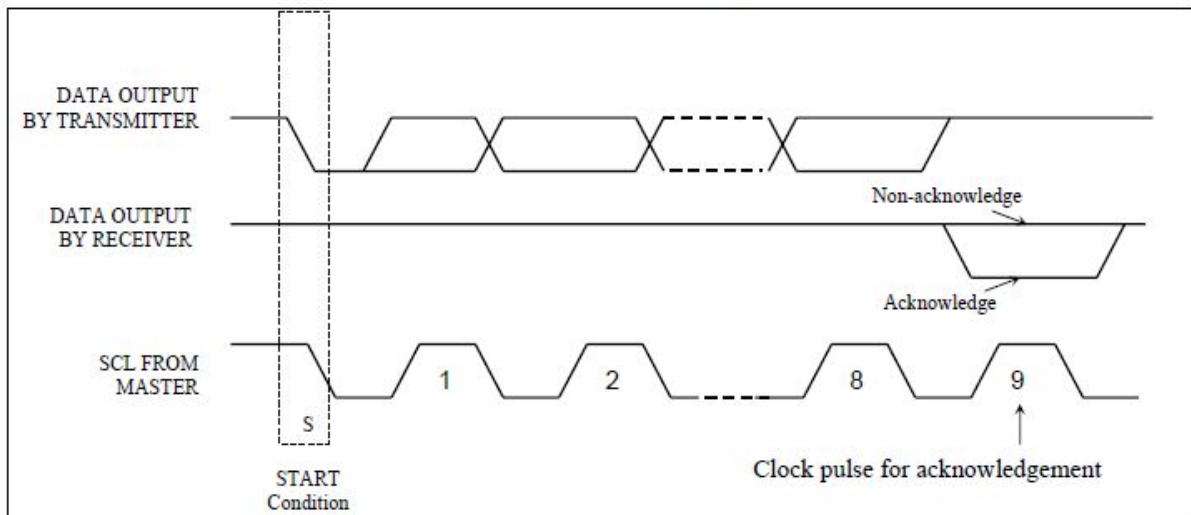 DATA OUTPUT
BY TRANSMITTER
Non-acknowledge
DATA OUTPUT
BY RECEIVER
Acknowledge
SCL FROM
MASTER
1
2
8
9
S
START
Condition
Clock pulse for acknowledgement